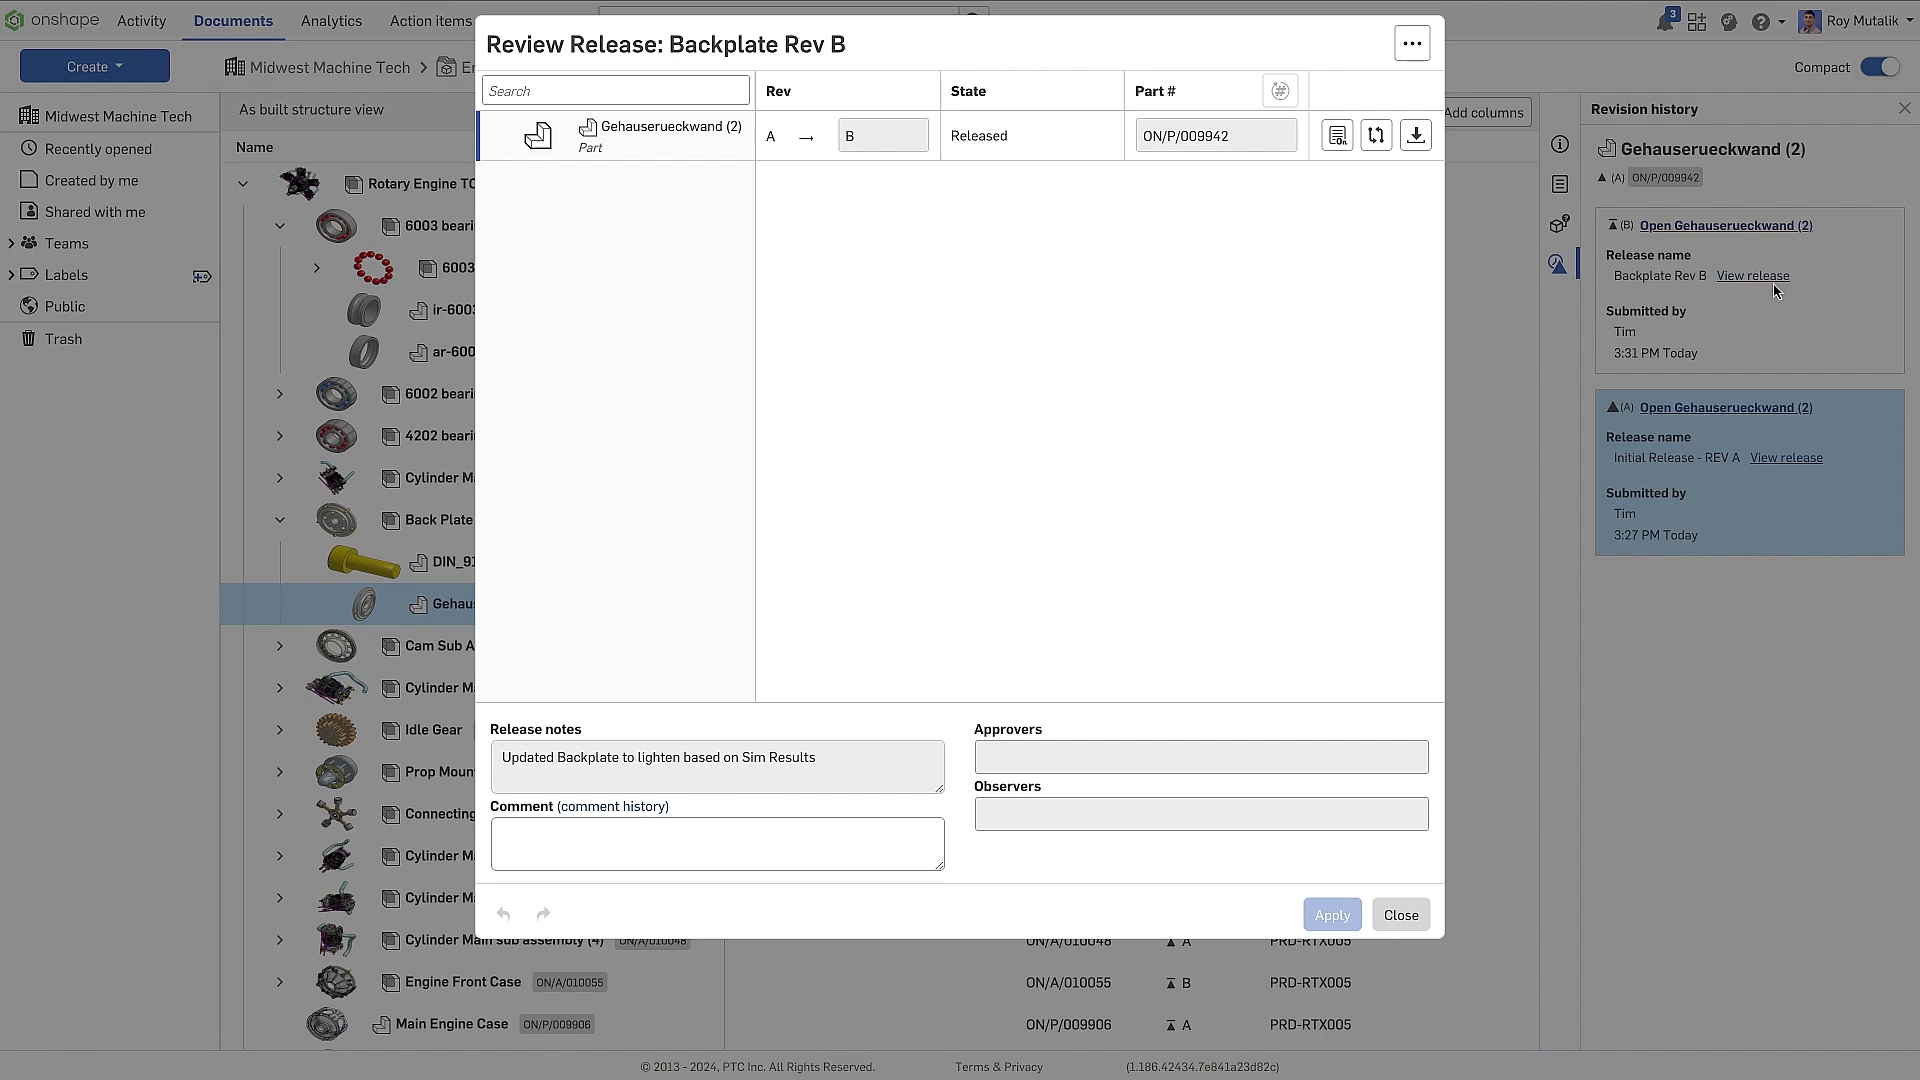 onshape Activity Documents Analytics Action items
3 Roy Mutalik
Create
Midwest Machine Tech
Compact
Midwest Machine Tech
Recently opened
Created by me
Shared with me
Teams
Labels
Public
Trash
As built structure view
Add columns
Name
Rotary Engine TO
6003 beari
6003
ir-6003
ar-600
6002 beari
4202 beari
Cylinder Ma
Back Plate
DIN_91
Gehaus
Cam Sub A
Cylinder Ma
Idle Gear
Prop Moun
Connecting
Cylinder Ma
Cylinder Ma
Cylinder Main sub assembly (4) ON/A/010048 ON/A/010048 A PRD-RTX005
Engine Front Case ON/A/010055 ON/A/010055 B PRD-RTX005
Main Engine Case ON/P/009906 ON/P/009906 A PRD-RTX005
Review Release: Backplate Rev B
Search Rev State Part #
Gehauserueckwand (2) A → B Released ON/P/009942
Part
Release notes
Updated Backplate to lighten based on Sim Results
Comment (comment history)
Approvers
Observers
Apply Close
Revision history
Gehauserueckwand (2)
(A) ON/P/009942
(B) Open Gehauserueckwand (2)
Release name
Backplate Rev B View release
Submitted by
Tim
3:31 PM Today
(A) Open Gehauserueckwand (2)
Release name
Initial Release - REV A View release
Submitted by
Tim
3:27 PM Today
© 2013 - 2024, PTC Inc. All Rights Reserved. Terms & Privacy (1.186.42434.7e841a23d82c)